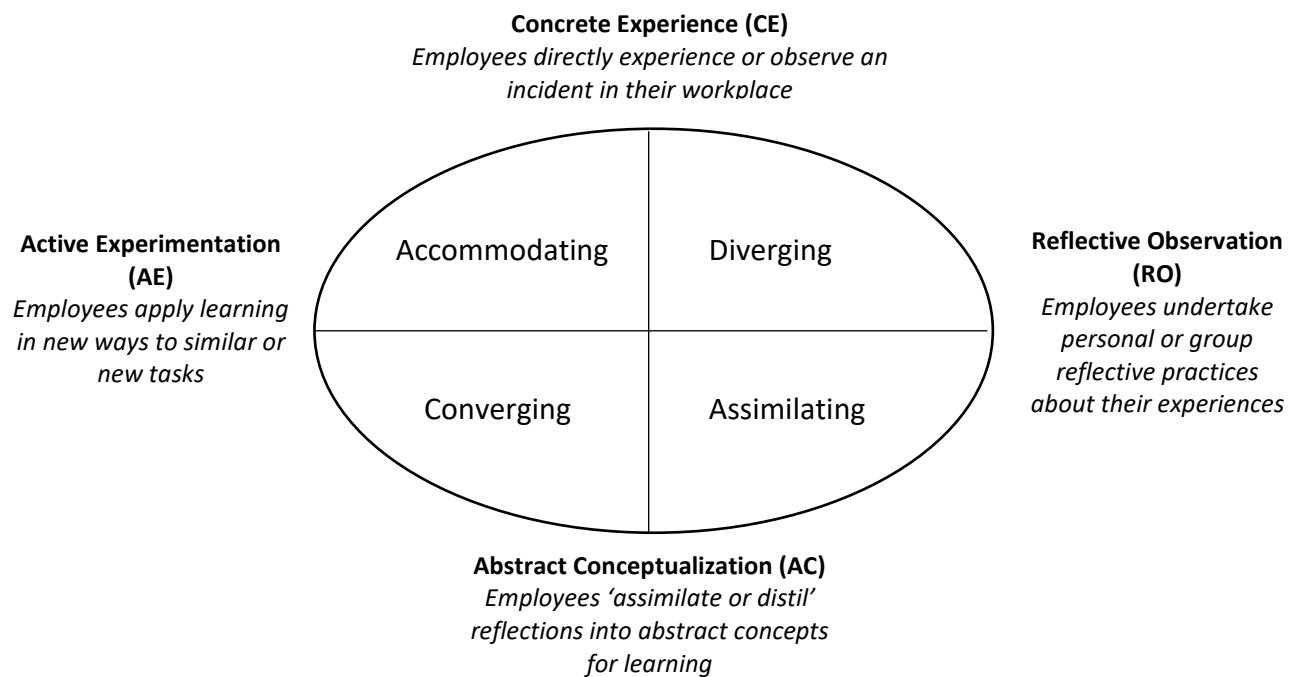 Concrete Experience (CE)
Employees directly experience or observe an
incident in their workplace
Accommodating
Diverging
Active Experimentation
(AE)
Employees apply learning
in new ways to similar or
new tasks
Reflective Observation
(RO)
Employees undertake
personal or group
reflective practices
about their experiences
Converging
Assimilating
Abstract Conceptualization (AC)
Employees ‘assimilate or distil’
reflections into abstract concepts
for learning